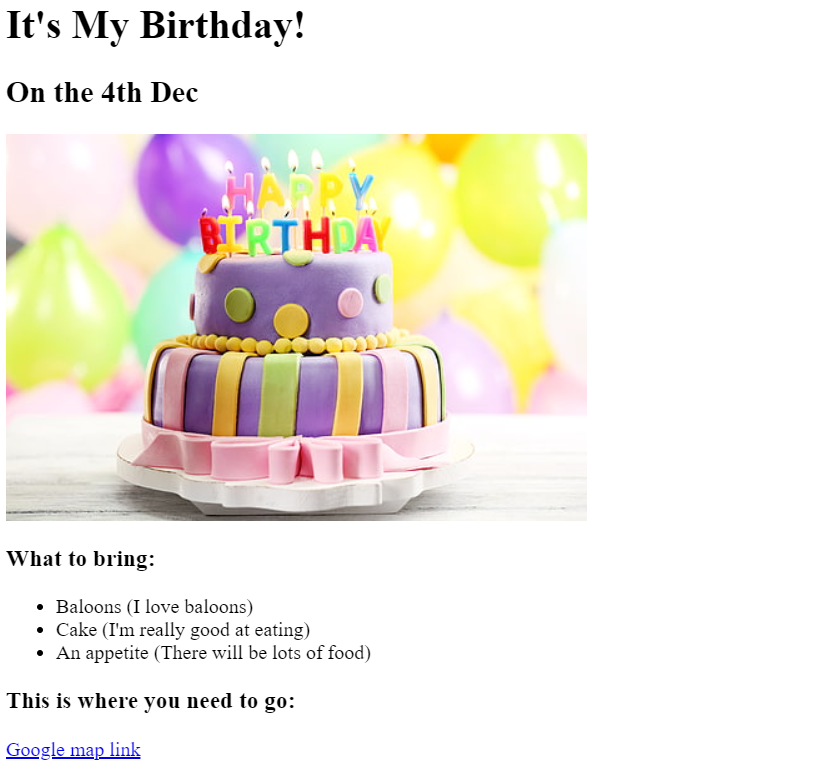 It's My Birthday!
On the 4th Dec
HAPPY
BIRTHDAY
What to bring:
Baloons (I love baloons)
Cake (I'm really good at eating)
An appetite (There will be lots of food)
This is where you need to go:
Google map link